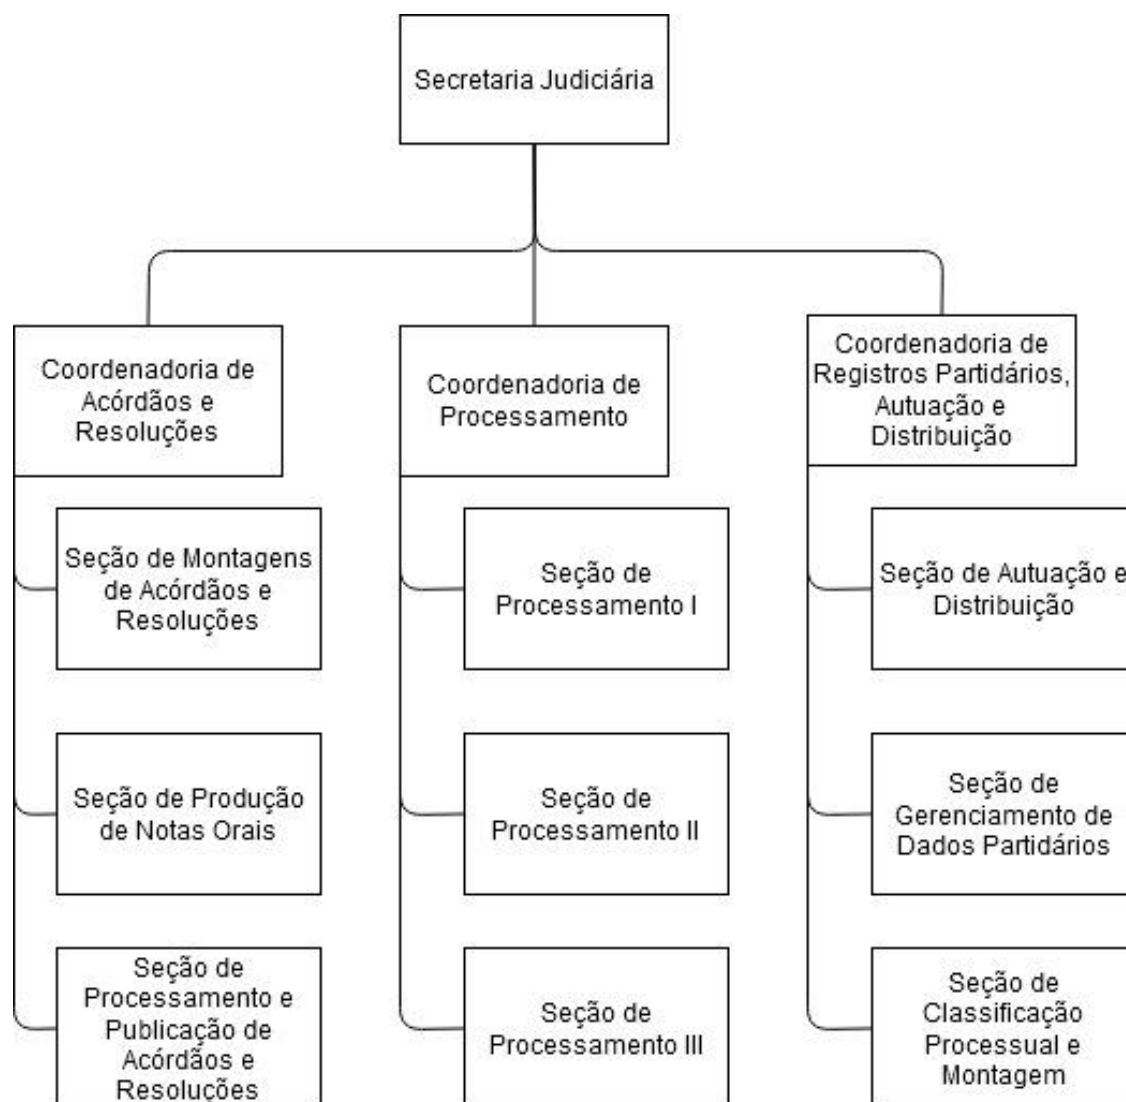 Secretaria Judiciária
Coordenadoria de
Acórdãos e
Resoluções
Coordenadoria de
Processamento
Coordenadoria de
Registros Partidários,
Autuação e
Distribuição
Seção de Montagens
de Acórdãos e
Resoluções
Seção de
Processamento I
Seção de Autuação e
Distribuição
Seção de Produção
de Notas Orais
Seção de
Processamento II
Seção de
Gerenciamento de
Dados Partidários
Seção de
Processamento e
Publicação de
Acórdãos e
Resoluções
Seção de
Processamento III
Seção de
Classificação
Processual e
Montagem